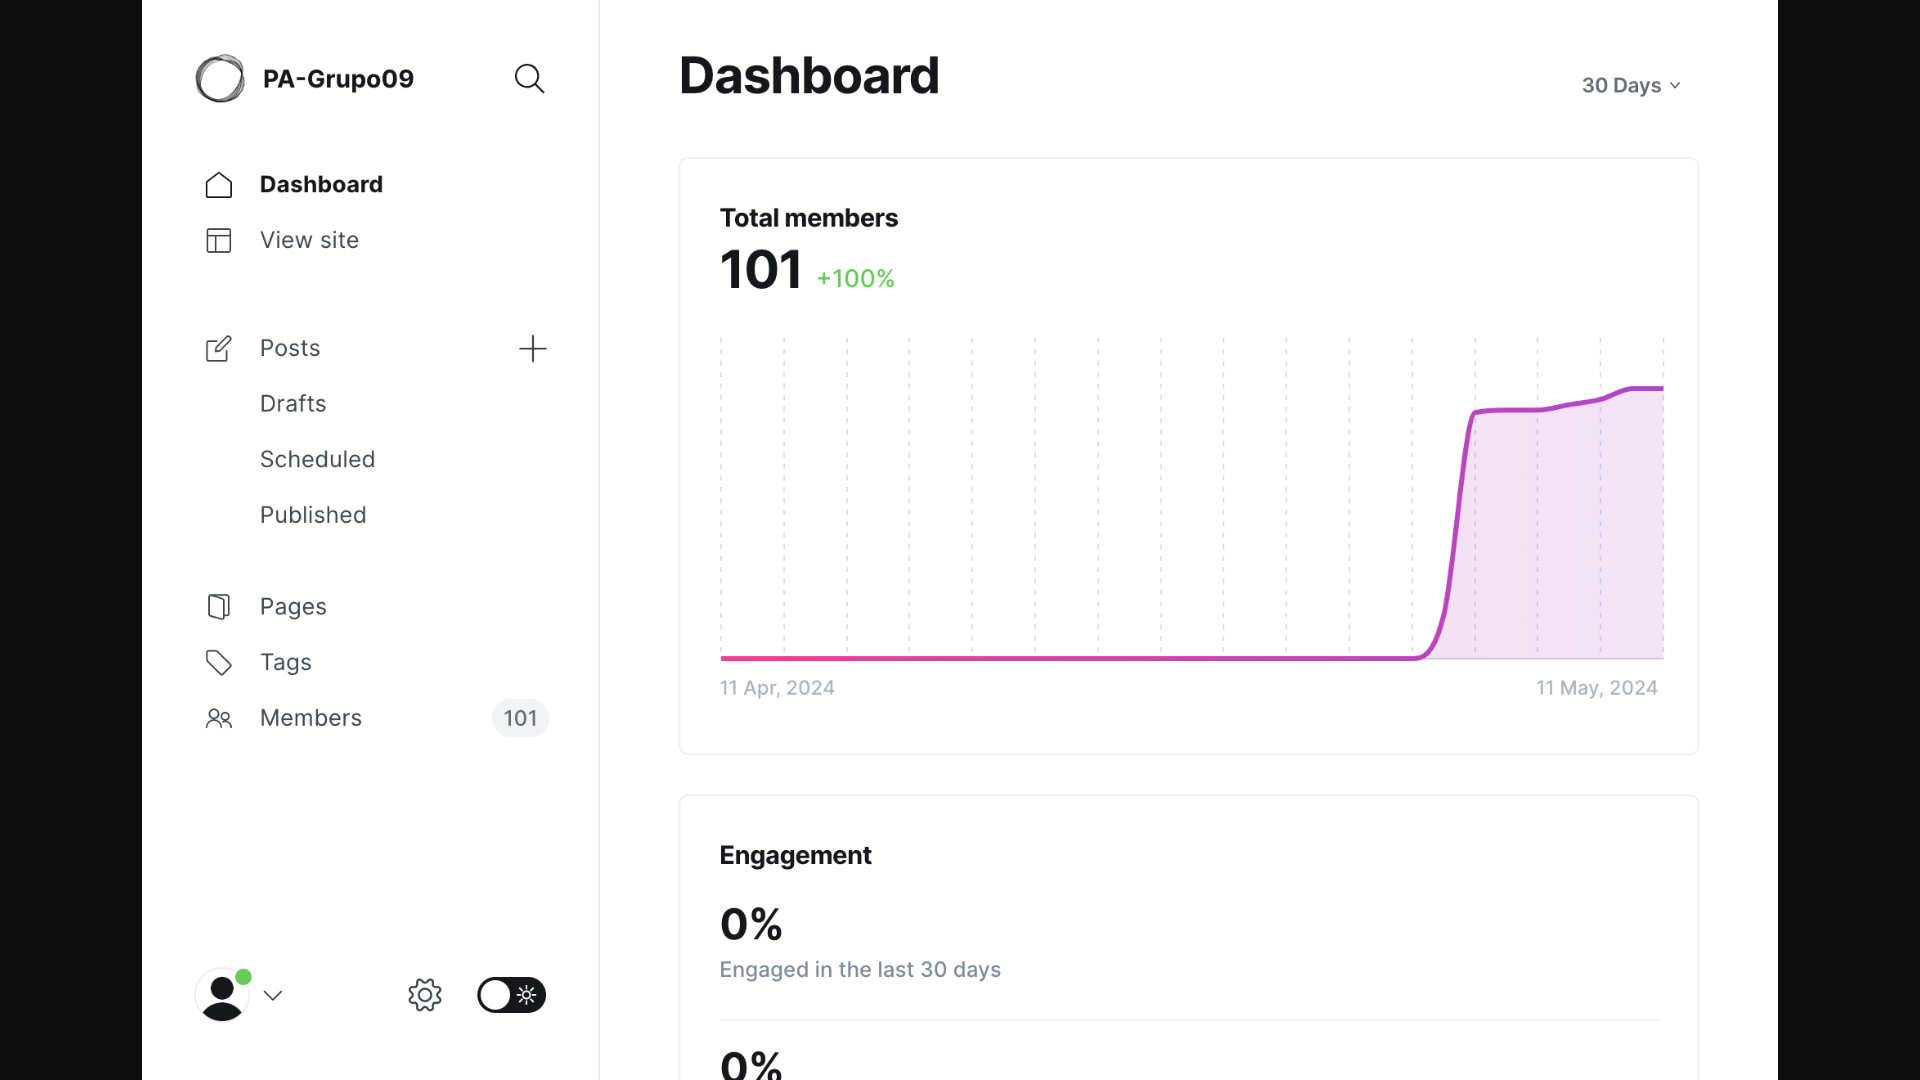 PA-Grupo09
Dashboard
View site
Posts
Drafts
Scheduled
Published
Pages
Tags
Members 101
Dashboard
30 Days
Total members
101 +100%
11 Apr, 2024 11 May, 2024
Engagement
0%
Engaged in the last 30 days
0%